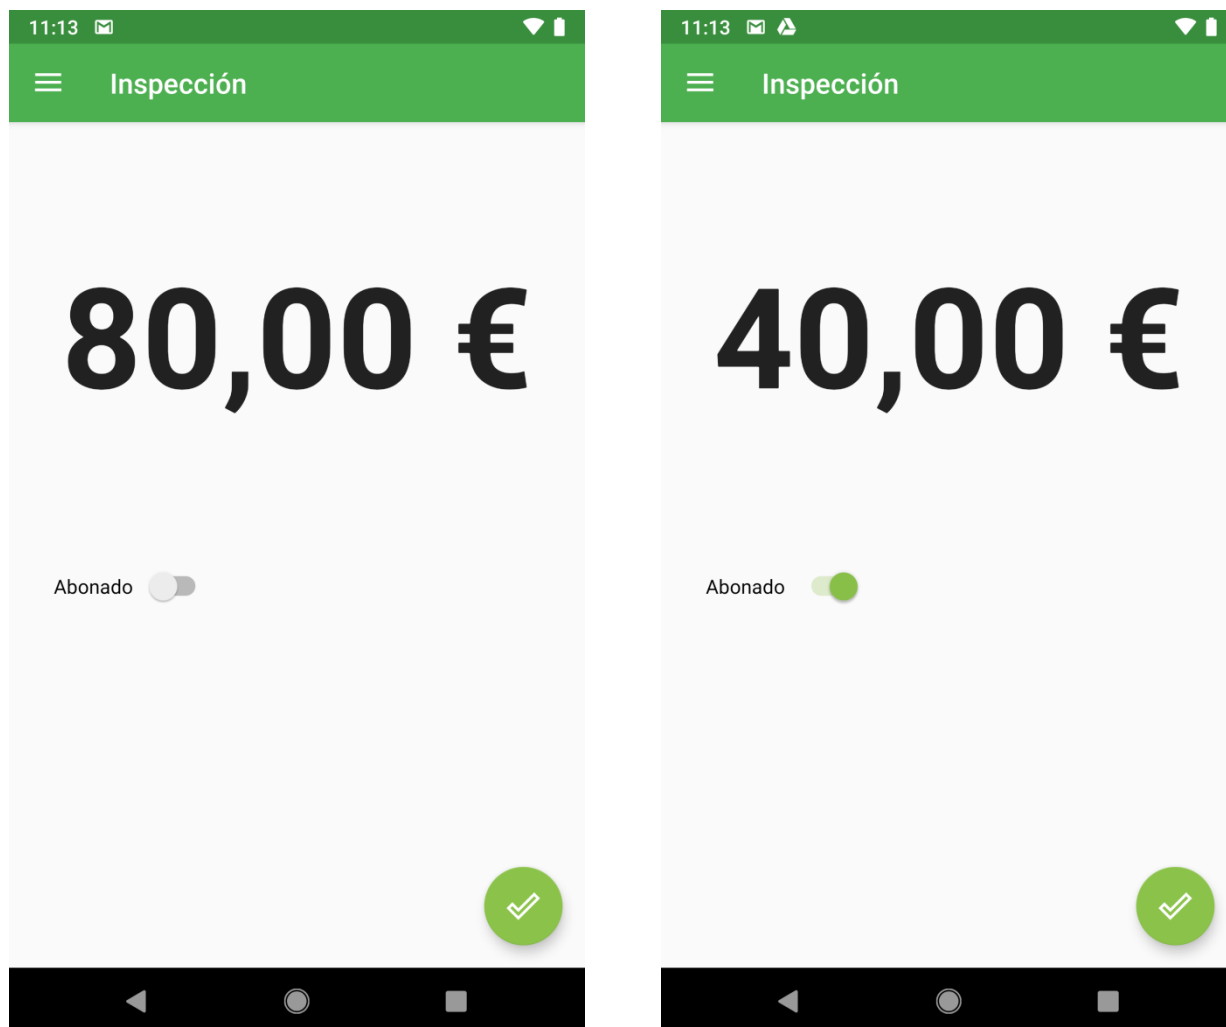 11:13
Inspección
80,00 €
Abonado
11:13
Inspección
40,00 €
Abonado